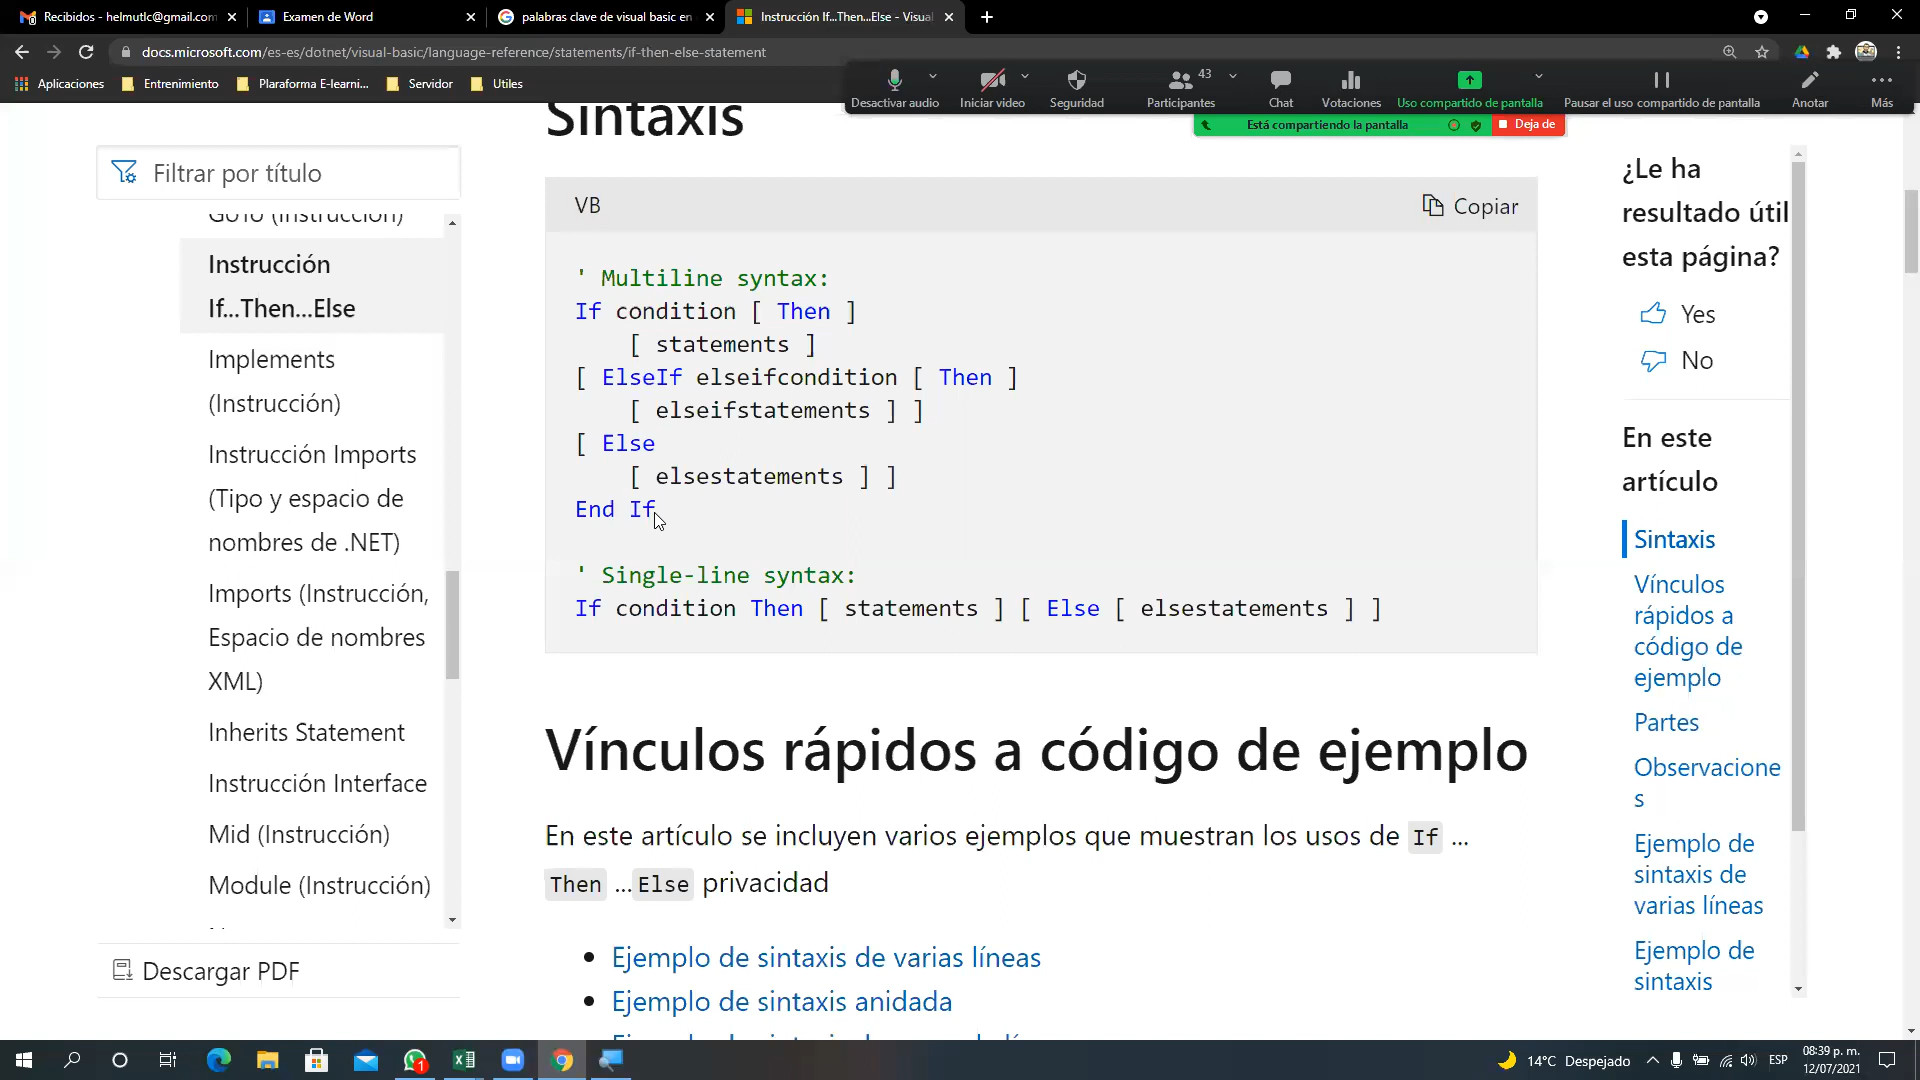 Recibidos - helmutlc@gmail.com
Examen de Word
palabras clave de visual basic en
Instrucción If...Then...Else - Visual
docs.microsoft.com/es-es/dotnet/visual-basic/language-reference/statements/if-then-else-statement
Aplicaciones
Entrenimiento
Plaraforma E-learni...
Servidor
Utiles
Desactivar audio
Iniciar video
Seguridad
43
Participantes
Chat
Votaciones
Uso compartido de pantalla
Pausar el uso compartido de pantalla
Anotar
Más
Está compartiendo la pantalla
Deja de
Filtrar por título
GoTo (Instrucción)
Instrucción
If...Then...Else
Implements
(Instrucción)
Instrucción Imports
(Tipo y espacio de
nombres de .NET)
Imports (Instrucción,
Espacio de nombres
XML)
Inherits Statement
Instrucción Interface
Mid (Instrucción)
Module (Instrucción)
Descargar PDF
Sintaxis
VB
Copiar
' Multiline syntax:
If condition [ Then ]
[ statements ]
[ ElseIf elseifcondition [ Then ]
[ elseifstatements ] ]
[ Else
[ elsestatements ] ]
End If
' Single-line syntax:
If condition Then [ statements ] [ Else [ elsestatements ] ]
Vínculos rápidos a código de ejemplo
En este artículo se incluyen varios ejemplos que muestran los usos de If ...
Then ...Else privacidad
• Ejemplo de sintaxis de varias líneas
• Ejemplo de sintaxis anidada
¿Le ha
resultado útil
esta página?
Yes
No
En este
artículo
Sintaxis
Vínculos
rápidos a
código de
ejemplo
Partes
Observacione
s
Ejemplo de
sintaxis de
varias líneas
Ejemplo de
sintaxis
1
14°C Despejado
ESP
08:39 p. m.
12/07/2021